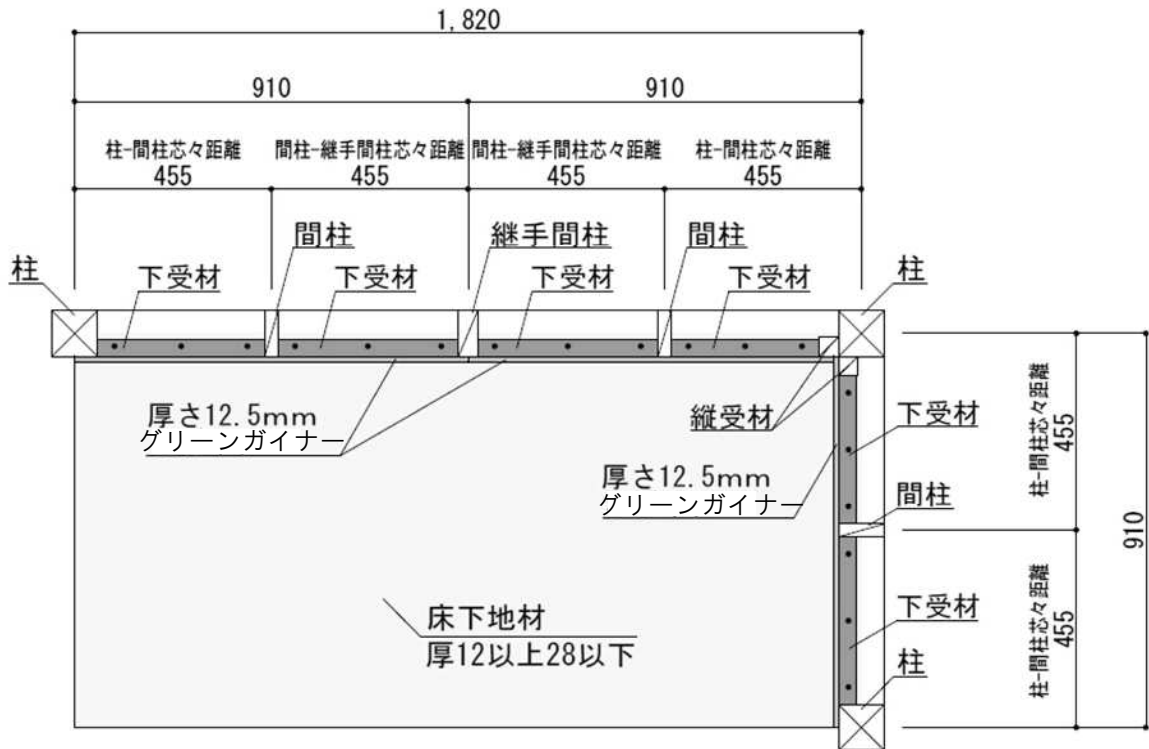 1,820
910
910
柱-間柱芯々距離
455
間柱-継手間柱芯々距離
455
間柱-継手間柱芯々距離
455
柱-間柱芯々距離
455
間柱
継手間柱
間柱
柱
下受材
下受材
下受材
下受材
柱
厚さ12.5mm
グリーンガイナー
縦受材
下受材
柱-間柱芯々距離
455
厚さ12.5mm
グリーンガイナー
間柱
910
床下地材
厚12以上28以下
下受材
柱-間柱芯々距離
455
柱